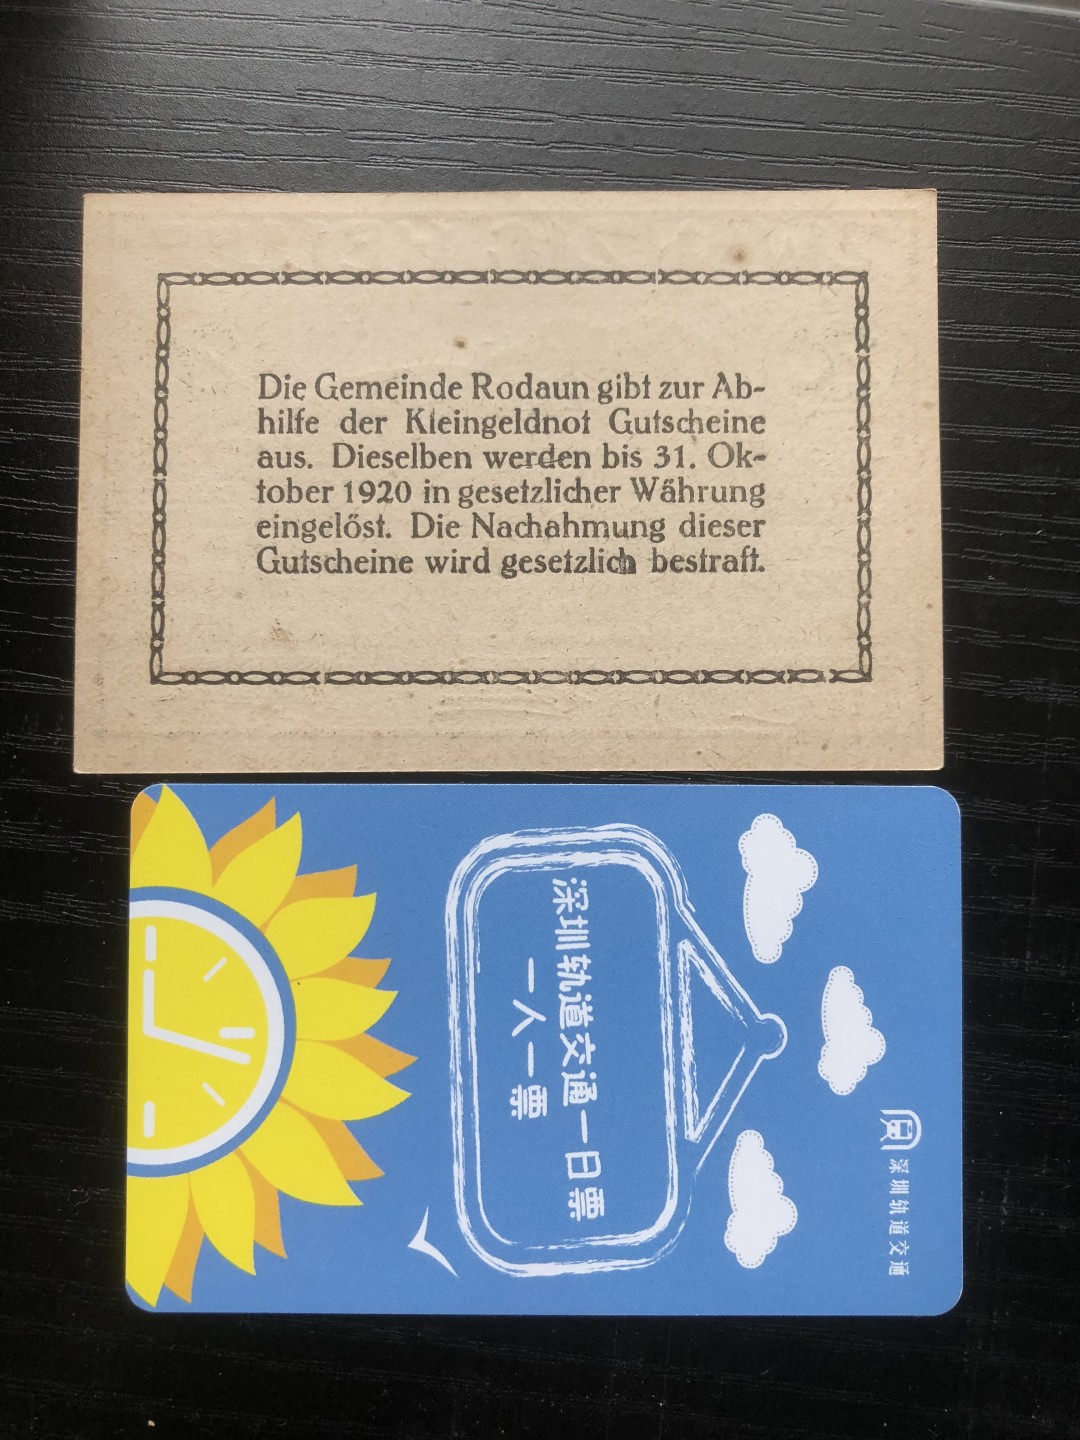 Die Gemeinde Rodaun gibt zur Ab-
hilfe der Kleingeldnot Gutscheine
aus. Dieselben werden bis 31. Ok-
tober 1920 in gesetzlicher Währung
eingelöst. Die Nachahmung dieser
Gutscheine wird gesetzlich bestraft.
深圳轨道交通
深圳轨道交通一日票
一人一票